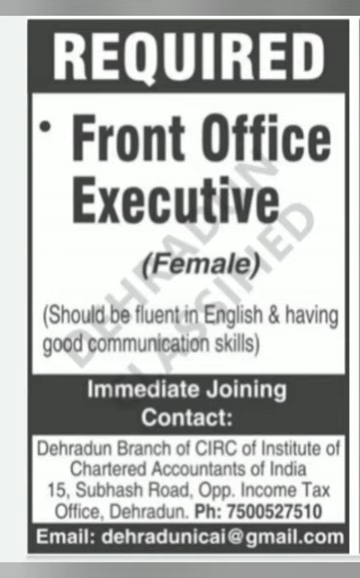 REQUIRED
• Front Office
Executive
(Female)
(Should be fluent in English & having
good communication skills)
Immediate Joining
Contact:
Dehradun Branch of CIRC of Institute of
Chartered Accountants of India
15, Subhash Road, Opp. Income Tax
Office, Dehradun. Ph: 7500527510
Email: dehradunicai@gmail.com
DEHRADUN
CLASSIFIED